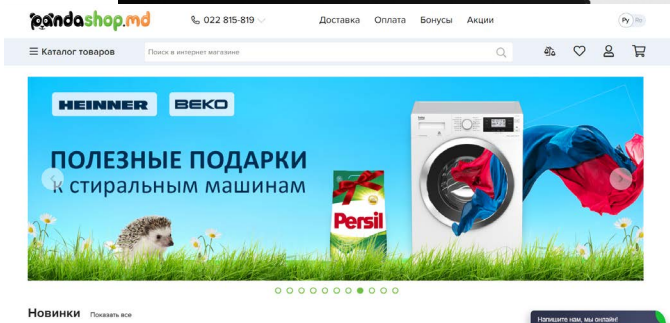 pandashop.md
022 815-819
Доставка Оплата Бонусы Акции
Ру Ro
Каталог товаров
Поиск в интернет магазине
HEINNER BEKO
ПОЛЕЗНЫЕ ПОДАРКИ
к стиральным машинам
Persil
Новинки Показать все
Напишите нам, мы онлайн!